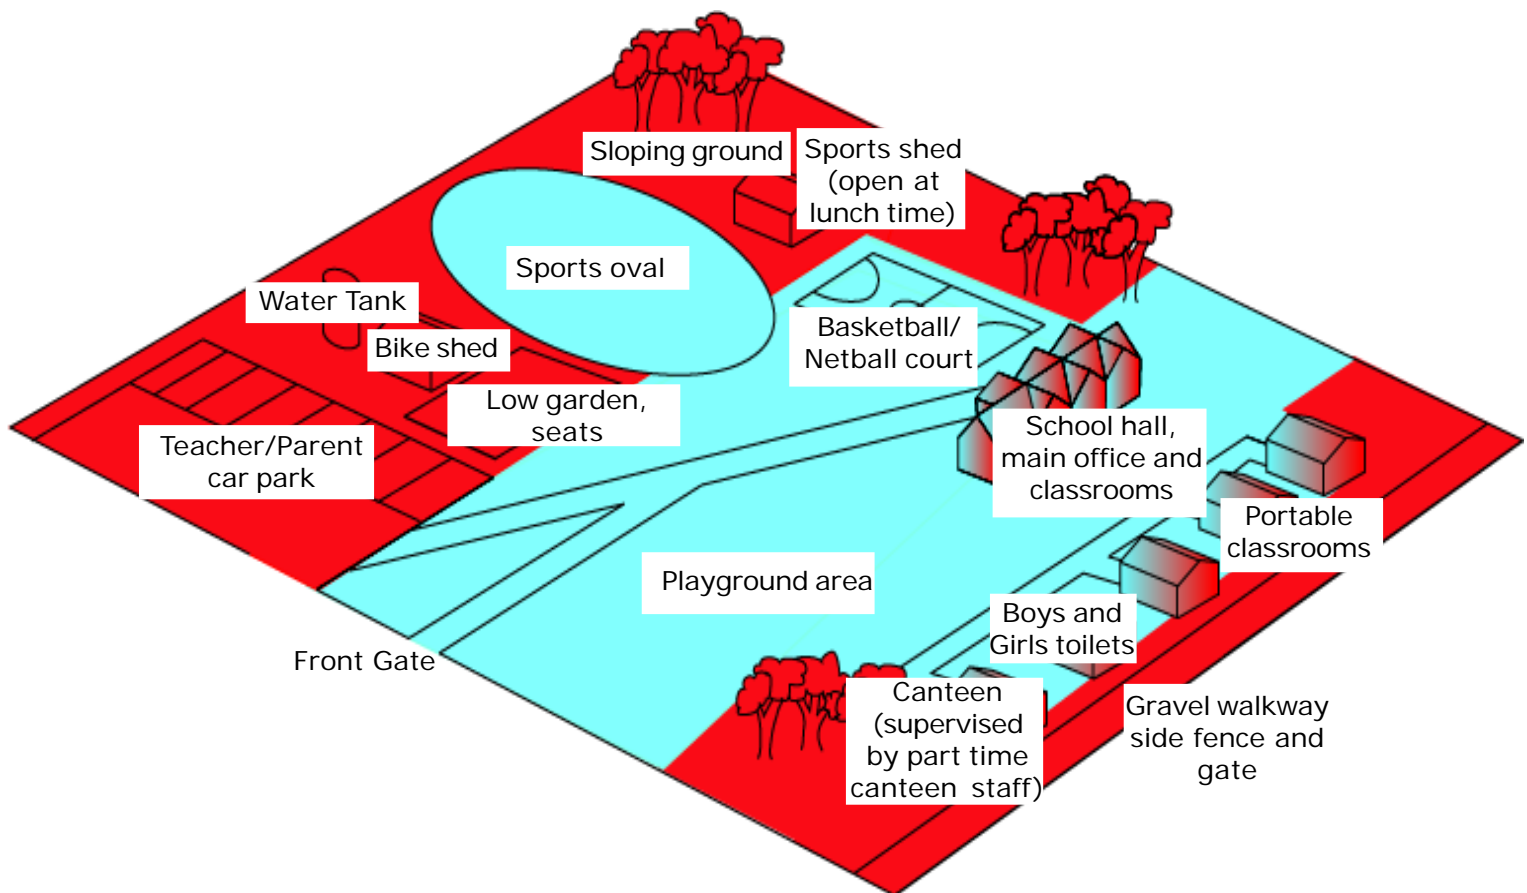 Sloping ground
Sports shed
(open at
lunch time)
Sports oval
Water Tank
Bike shed
Basketball/
Netball court
Low garden,
seats
Teacher/Parent
car park
School hall,
main office and
classrooms
Portable
classrooms
Playground area
Boys and
Girls toilets
Front Gate
Canteen
(supervised
by part time
canteen staff)
Gravel walkway
side fence and
gate